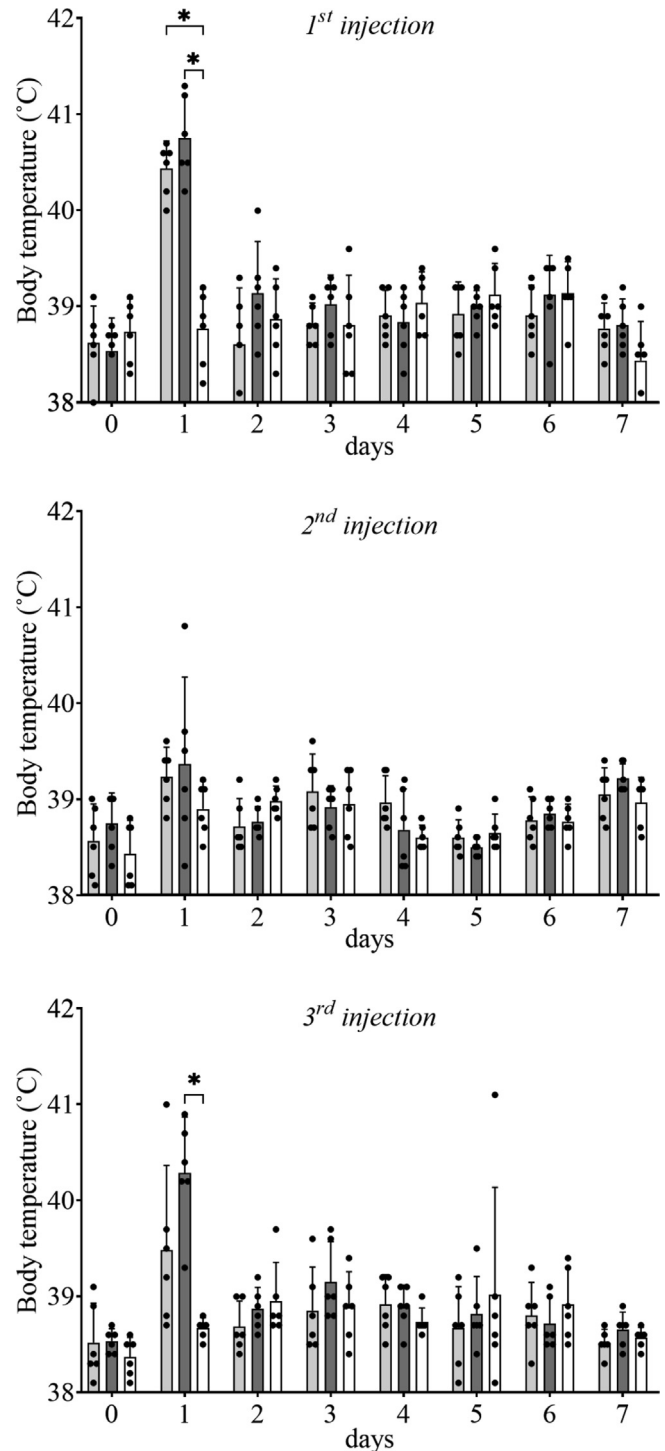 1st injection
*
*
Body temperature (˚C)
42
41
40
39
38
0 1 2 3 4 5 6 7
days
2nd injection
Body temperature (˚C)
42
41
40
39
38
0 1 2 3 4 5 6 7
days
3rd injection
*
Body temperature (˚C)
42
41
40
39
38
0 1 2 3 4 5 6 7
days